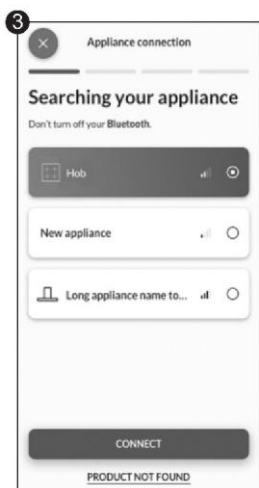 3
Appliance connection
Searching your appliance
Don't turn off your Bluetooth.
Hob
New appliance
Long appliance name to...
CONNECT
PRODUCT NOT FOUND